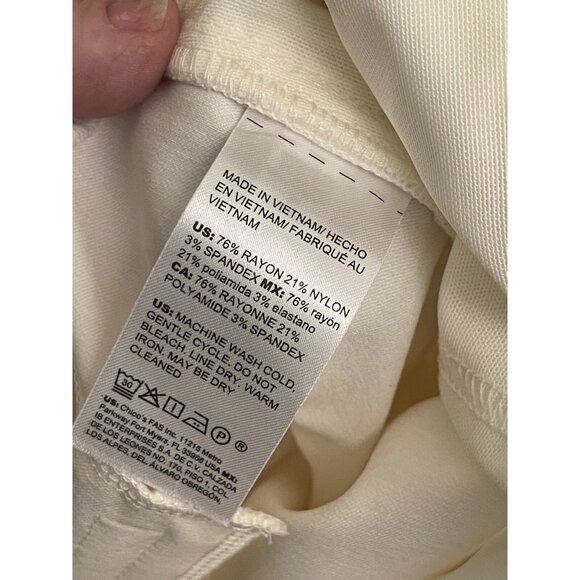 MADE IN VIETNAM/ HECHO
EN VIETNAM/ FABRIQUÉ AU
VIETNAM
US: 76% RAYON 21% NYLON
3% SPANDEX MX: 76% rayón
21% poliamida 3% elastano
CA: 76% RAYONNE 21%
POLYAMIDE 3% SPANDEX
US: MACHINE WASH COLD,
GENTLE CYCLE. DO NOT
BLEACH, LINE DRY. WARM
IRON. MAY BE DRY
CLEANED
30 P
US: Chico's FAS Inc. 11215 Metro
Parkway Fort Myers, FL 33966 USA MX:
IB ENTERPRISES S.A. DE C.V. CALZADA
DE LOS LEONES NO. 170, PISO 1. COL.
LOS ALPES, DEL. ÁLVARO OBREGÓN,